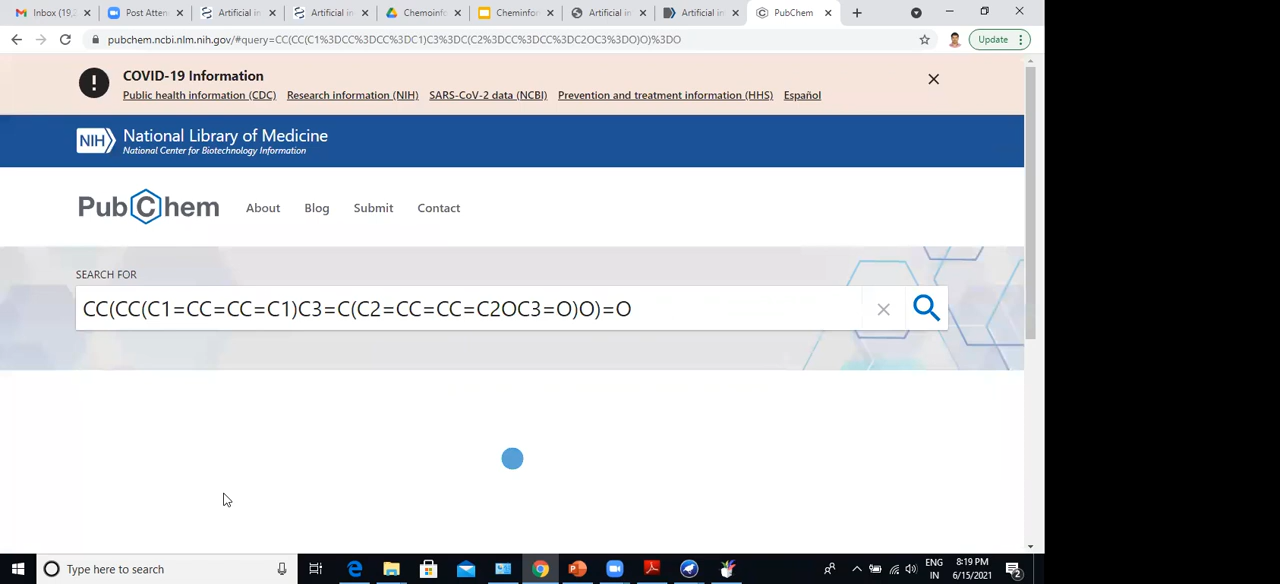 Inbox (19,
Post Atten
Artificial in
Artificial in
Chemoinfo
Cheminfor
Artificial in
Artificial in
PubChem
pubchem.ncbi.nlm.nih.gov/#query=CC(CC(C1%3DCC%3DCC%3DC1)C3%3DC(C2%3DCC%3DCC%3DC2OC3%3DO)O)%3DO
Update
COVID-19 Information
Public health information (CDC) Research information (NIH) SARS-CoV-2 data (NCBI) Prevention and treatment information (HHS) Español
NIH National Library of Medicine
National Center for Biotechnology Information
PubChem About Blog Submit Contact
SEARCH FOR
CC(CC(C1=CC=CC=C1)C3=C(C2=CC=CC=C2OC3=O)O)=O
Type here to search
ENG
IN
8:19 PM
6/15/2021
2